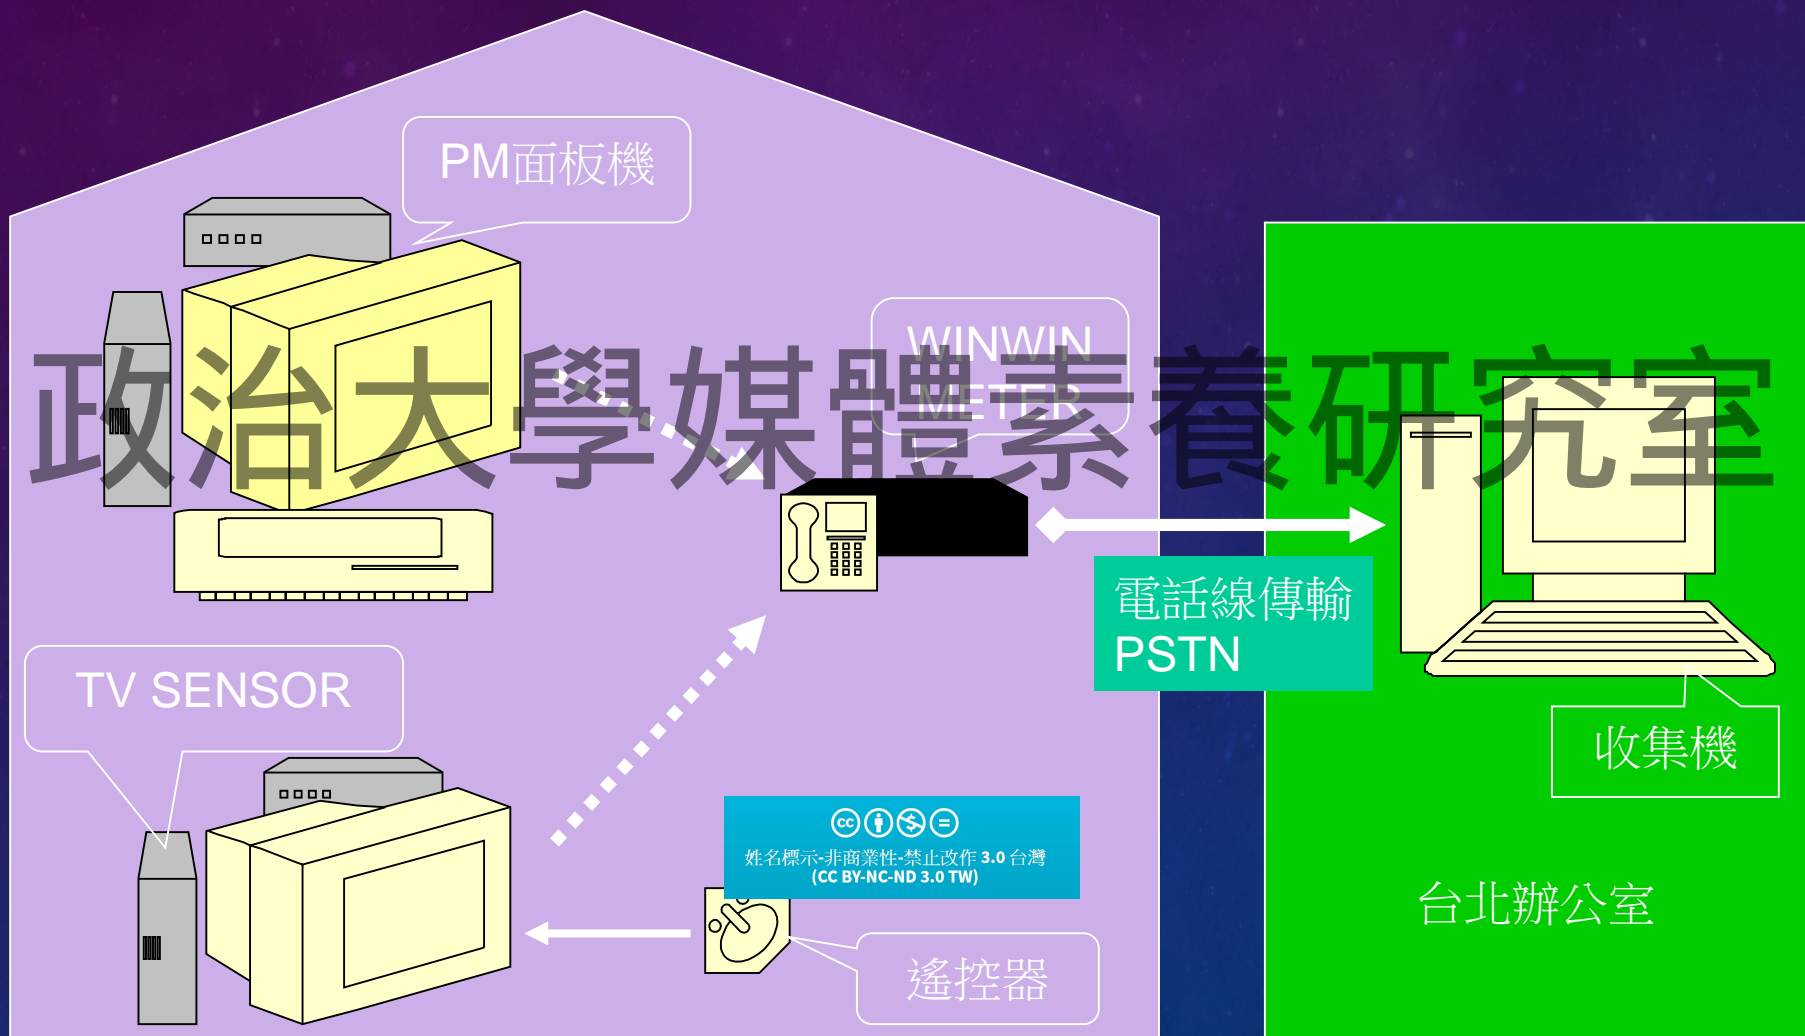 PM面板機
WINWIN
METER
政治大學媒體素養研究室
電話線傳輸
PSTN
TV SENSOR
收集機
cc
姓名標示-非商業性-禁止改作 3.0 台灣
(CC BY-NC-ND 3.0 TW)
台北辦公室
遙控器